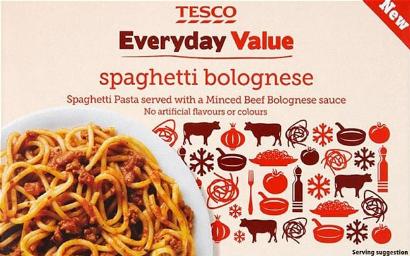 TESCO
New
Everyday Value
spaghetti bolognese
Spaghetti Pasta served with a Minced Beef Bolognese sauce
No artificial flavours or colours
Serving suggestion